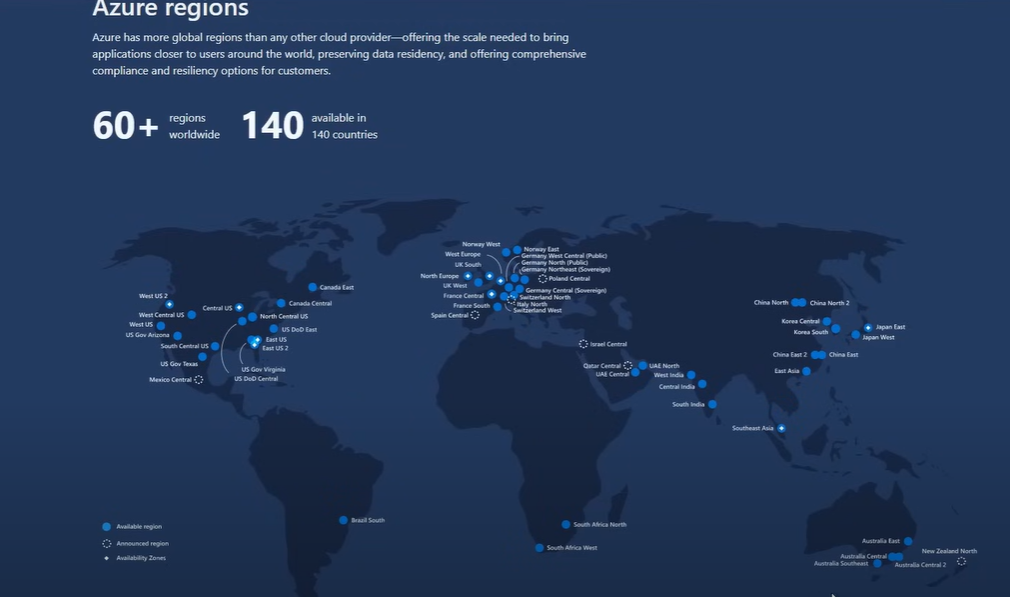 Azure regions
Azure has more global regions than any other cloud provider—offering the scale needed to bring
applications closer to users around the world, preserving data residency, and offering comprehensive
compliance and resiliency options for customers.
60+ regions worldwide
140 available in 140 countries
Norway West
Norway East
West Europe
Germany West Central (Public)
Germany North (Public)
UK South
Germany Northeast (Sovereign)
North Europe
Poland Central
UK West
Germany Central (Sovereign)
France Central
Switzerland North
France South
Italy North
Switzerland West
Spain Central
Canada East
West US 2
Canada Central
Central US
West Central US
North Central US
West US
US DoD East
US Gov Arizona
East US
South Central US
East US 2
US Gov Texas
US Gov Virginia
Mexico Central
US DoD Central
China North
China North 2
Korea Central
Japan East
Korea South
Japan West
China East 2
China East
East Asia
Israel Central
Qatar Central
UAE North
UAE Central
West India
Central India
South India
Southeast Asia
Brazil South
South Africa North
South Africa West
Australia East
New Zealand North
Australia Central
Australia Southeast
Australia Central 2
Available region
Announced region
Availability Zones